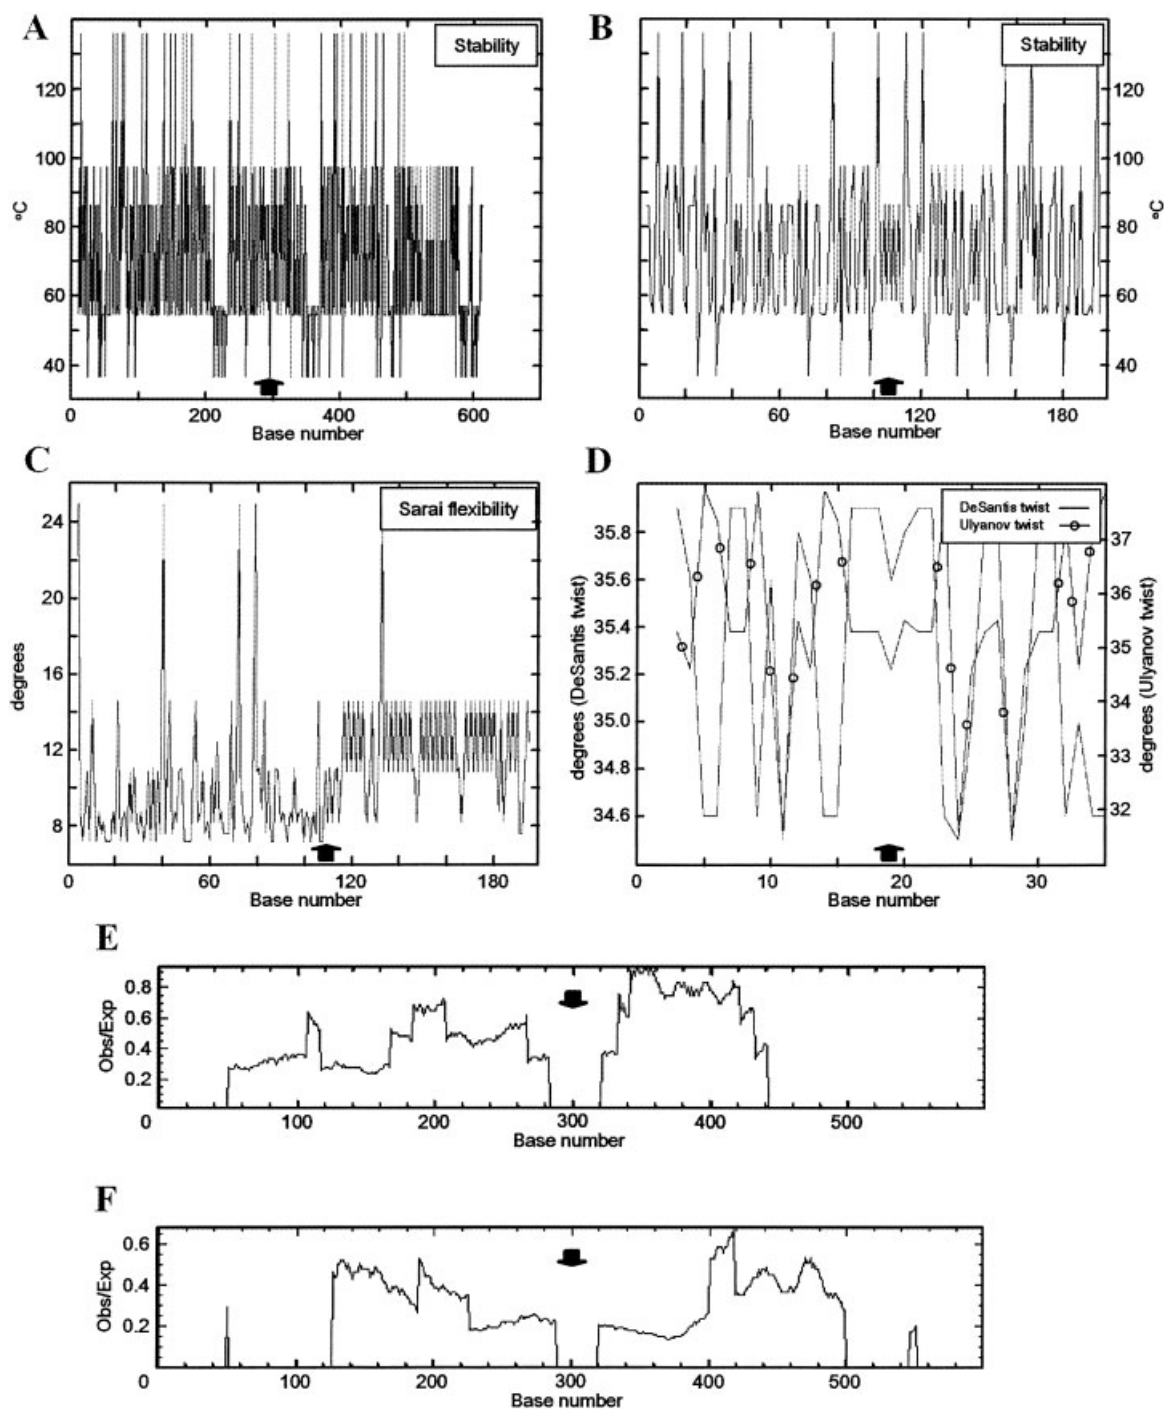 A
Stability
120
100
80
60
40
°C
0
200
400
600
Base number
B
Stability
120
100
80
60
40
°C
0
60
120
180
Base number
C
Sarai flexibility
24
20
16
12
8
degrees
0
60
120
180
Base number
D
DeSantis twist
Ulyanov twist
35.8
35.6
35.4
35.2
35.0
34.8
34.6
degrees (DeSantis twist)
37
36
35
34
33
32
degrees (Ulyanov twist)
0
10
20
30
Base number
E
0.8
0.6
0.4
0.2
Obs/Exp
0
100
200
300
400
500
Base number
F
0.6
0.4
0.2
Obs/Exp
0
100
200
300
400
500
Base number